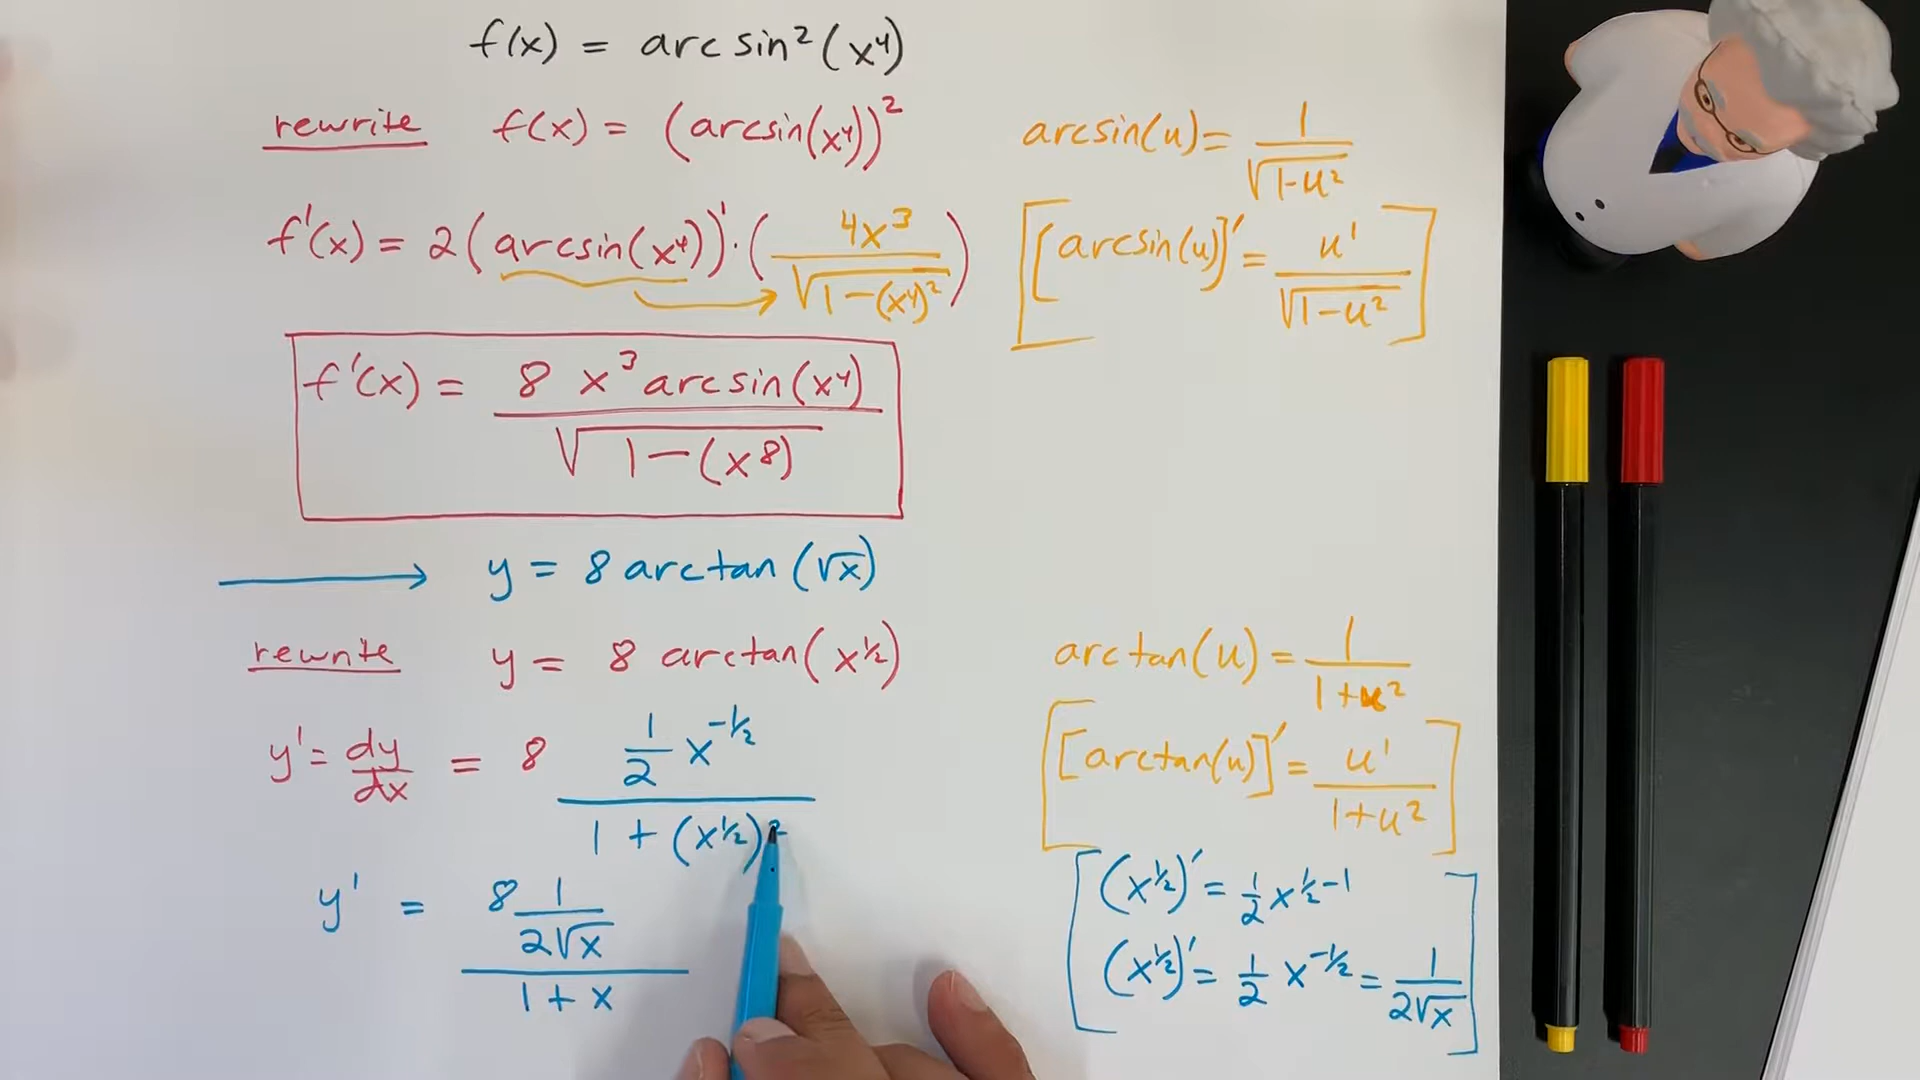 f(x) = arcsin²(x⁴)
rewrite f(x) = (arcsin(x⁴))²
arcsin(u) = 1/√(1-u²)
f'(x) = 2(arcsin(x⁴))¹·(4x³/√(1-(x⁴)²))
[[arcsin(u)]' = u'/√(1-u²)]
f'(x) = 8 x³ arcsin(x⁴)/√(1-(x⁸))
y = 8 arctan(√x)
rewrite y = 8 arctan(x^½)
arctan(u) = 1/(1+u²)
y' = dy/dx = 8 (½ x^-½)/(1 + (x^½)²)
[[arctan(u)]' = u'/(1+u²)]
y' = (8 1/(2√x))/(1 + x)
[(x^½)' = ½ x^(½-1)
(x^½)' = ½ x^-½ = 1/(2√x)]